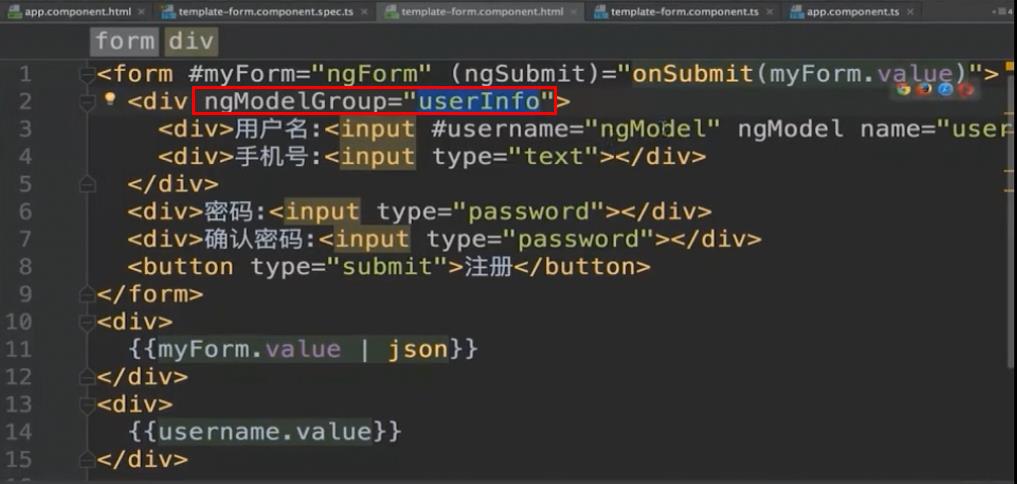 app.component.html template-form.component.spec.ts template-form.component.html template-form.component.ts app.component.ts
form div
1 <form #myForm="ngForm" (ngSubmit)="onSubmit(myForm.value)">
2 <div ngModelGroup="userInfo">
3 <div>用户名:<input #username="ngModel" ngModel name="user
4 <div>手机号:<input type="text"></div>
5 </div>
6 <div>密码:<input type="password"></div>
7 <div>确认密码:<input type="password"></div>
8 <button type="submit">注册</button>
9 </form>
10 <div>
11 {{myForm.value | json}}
12 </div>
13 <div>
14 {{username.value}}
15 </div>